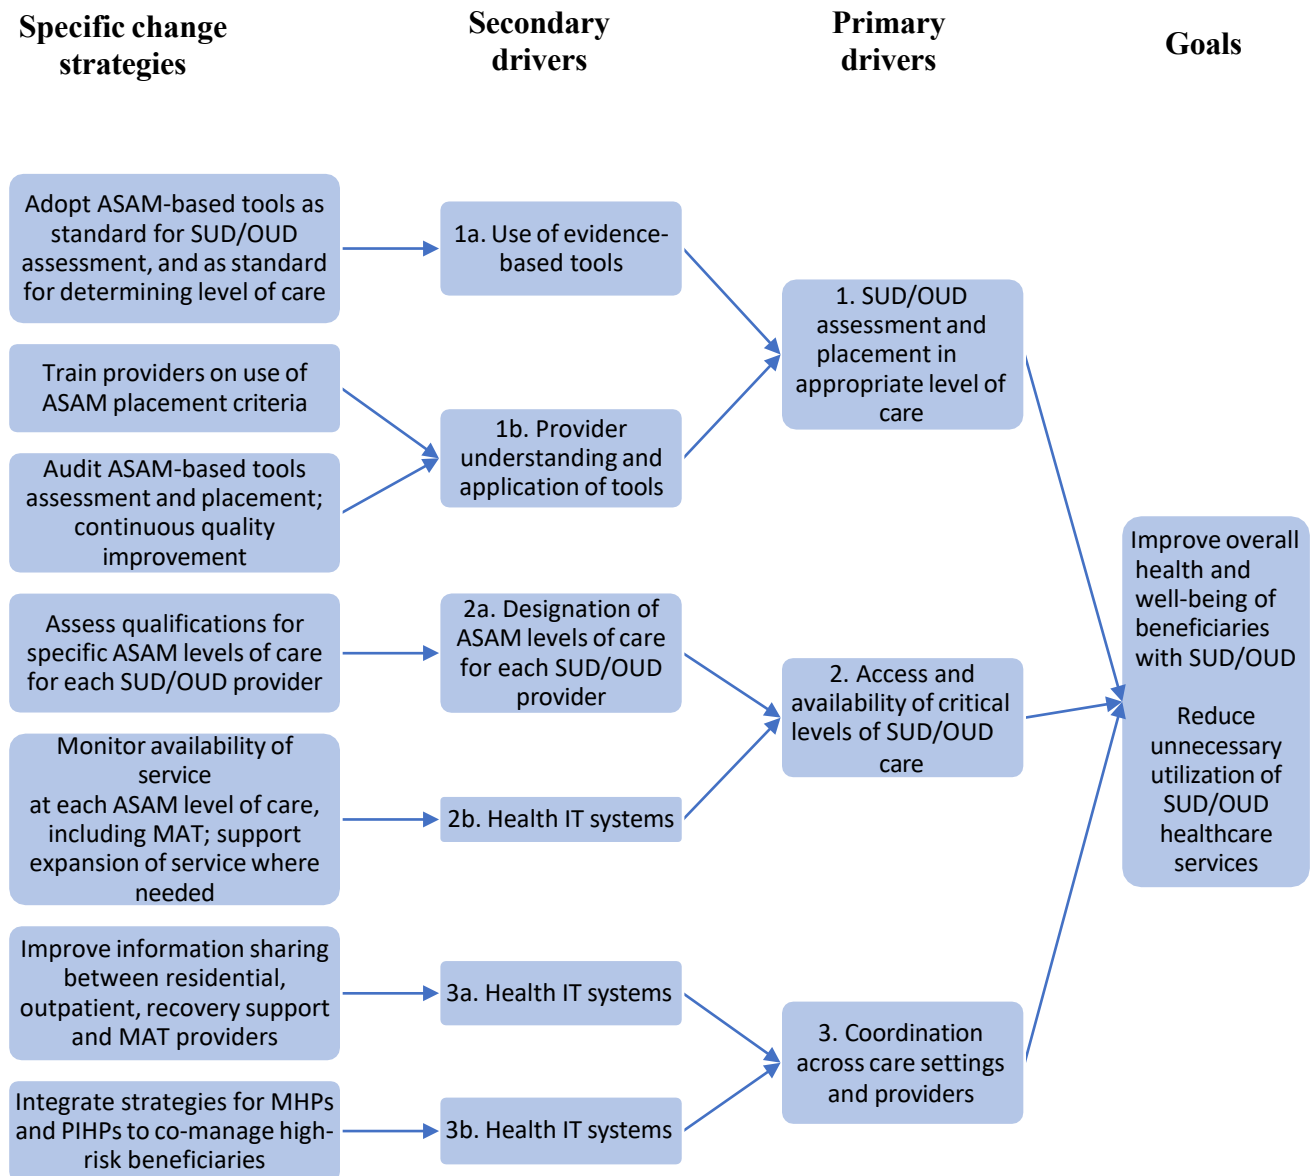 Specific change
strategies
Secondary
drivers
Primary
drivers
Goals
Adopt ASAM-based tools as
standard for SUD/OUD
assessment, and as standard
for determining level of care
Train providers on use of
ASAM placement criteria
Audit ASAM-based tools
assessment and placement;
continuous quality
improvement
Assess qualifications for
specific ASAM levels of care
for each SUD/OUD provider
Monitor availability of
service
at each ASAM level of care,
including MAT; support
expansion of service where
needed
Improve information sharing
between residential,
outpatient, recovery support
and MAT providers
Integrate strategies for MHPs
and PIHPs to co-manage high-
risk beneficiaries
1a. Use of evidence-
based tools
1b. Provider
understanding and
application of tools
2a. Designation of
ASAM levels of care
for each SUD/OUD
provider
2b. Health IT systems
3a. Health IT systems
3b. Health IT systems
1. SUD/OUD
assessment and
placement in
appropriate level of
care
2. Access and
availability of critical
levels of SUD/OUD
care
3. Coordination
across care settings
and providers
Improve overall
health and
well-being of
beneficiaries
with SUD/OUD
Reduce
unnecessary
utilization of
SUD/OUD
healthcare
services